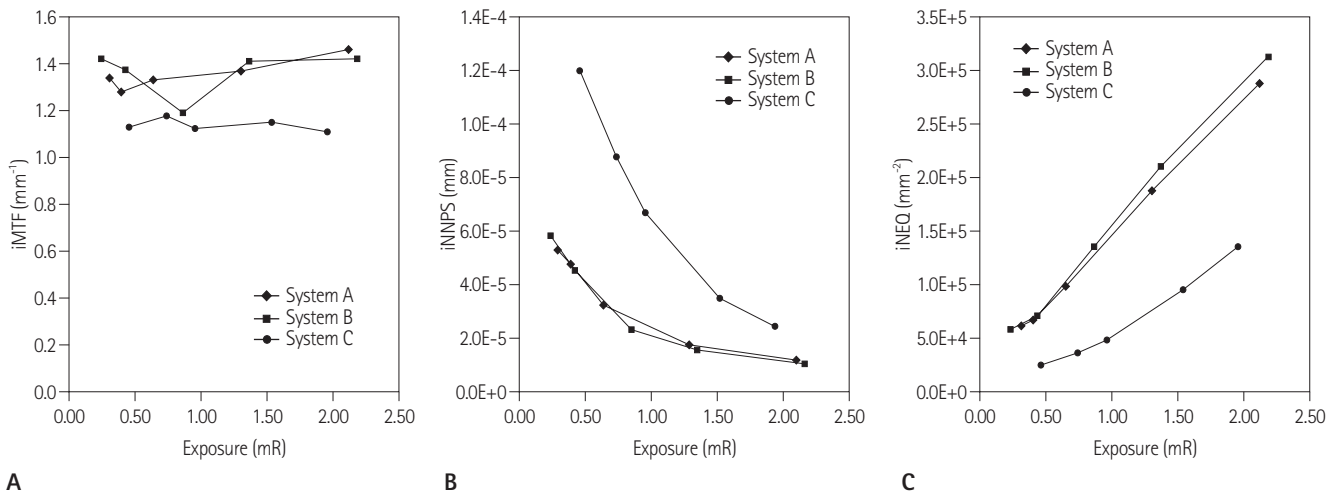 1.6
1.4
1.2
1.0
0.8
0.6
0.4
0.2
0.0
iMTF (mm⁻¹)
System A
System B
System C
0.00 0.50 1.00 1.50 2.00 2.50
Exposure (mR)
A
1.4E-4
1.2E-4
1.0E-4
8.0E-5
6.0E-5
4.0E-5
2.0E-5
0.0E+0
iNNPS (mm)
System A
System B
System C
0.00 0.50 1.00 1.50 2.00 2.50
Exposure (mR)
B
3.5E+5
3.0E+5
2.5E+5
2.0E+5
1.5E+5
1.0E+5
5.0E+4
0.0E+4
iNEQ (mm⁻²)
System A
System B
System C
0.00 0.50 1.00 1.50 2.00 2.50
Exposure (mR)
C